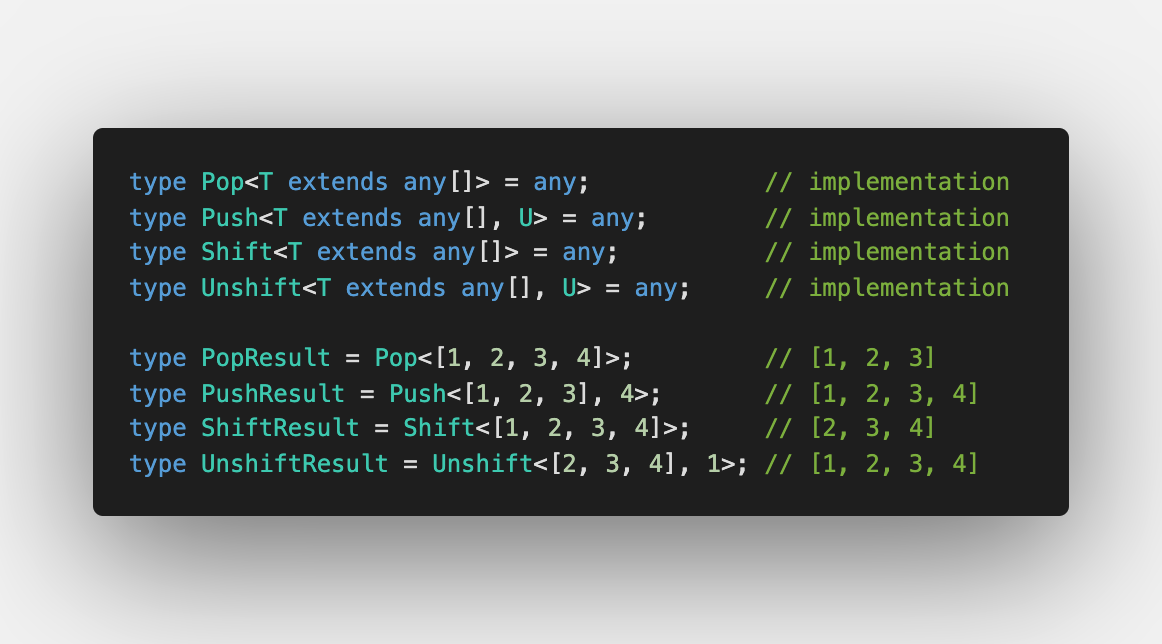 type Pop<T extends any[]> = any; // implementation
type Push<T extends any[], U> = any; // implementation
type Shift<T extends any[]> = any; // implementation
type Unshift<T extends any[], U> = any; // implementation
type PopResult = Pop<[1, 2, 3, 4]>; // [1, 2, 3]
type PushResult = Push<[1, 2, 3], 4>; // [1, 2, 3, 4]
type ShiftResult = Shift<[1, 2, 3, 4]>; // [2, 3, 4]
type UnshiftResult = Unshift<[2, 3, 4], 1>; // [1, 2, 3, 4]